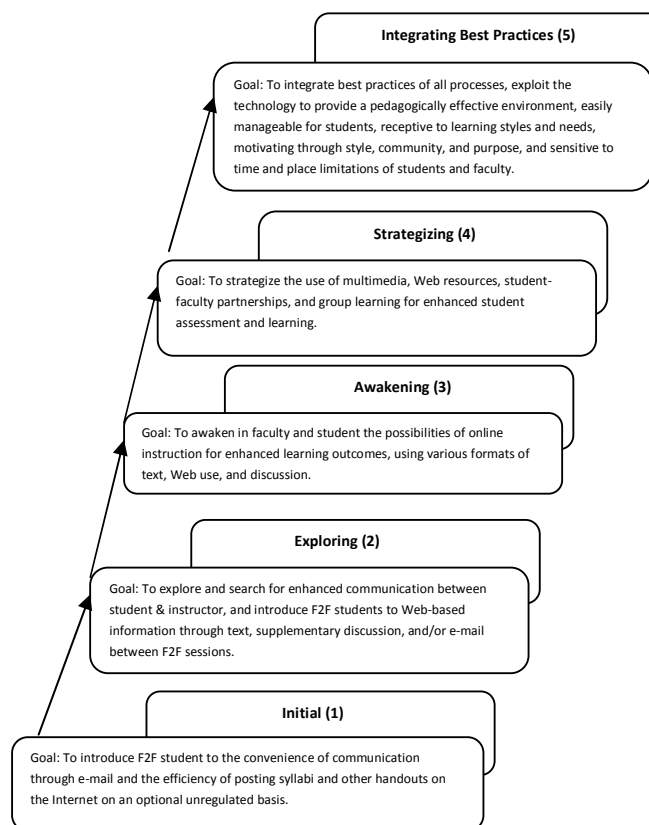 Integrating Best Practices (5)
Goal: To integrate best practices of all processes, exploit the
technology to provide a pedagogically effective environment, easily
manageable for students, receptive to learning styles and needs,
motivating through style, community, and purpose, and sensitive to
time and place limitations of students and faculty.
Strategizing (4)
Goal: To strategize the use of multimedia, Web resources, student-
faculty partnerships, and group learning for enhanced student
assessment and learning.
Awakening (3)
Goal: To awaken in faculty and student the possibilities of online
instruction for enhanced learning outcomes, using various formats of
text, Web use, and discussion.
Exploring (2)
Goal: To explore and search for enhanced communication between
student & instructor, and introduce F2F students to Web-based
information through text, supplementary discussion, and/or e-mail
between F2F sessions.
Initial (1)
Goal: To introduce F2F student to the convenience of communication
through e-mail and the efficiency of posting syllabi and other handouts on
the Internet on an optional unregulated basis.